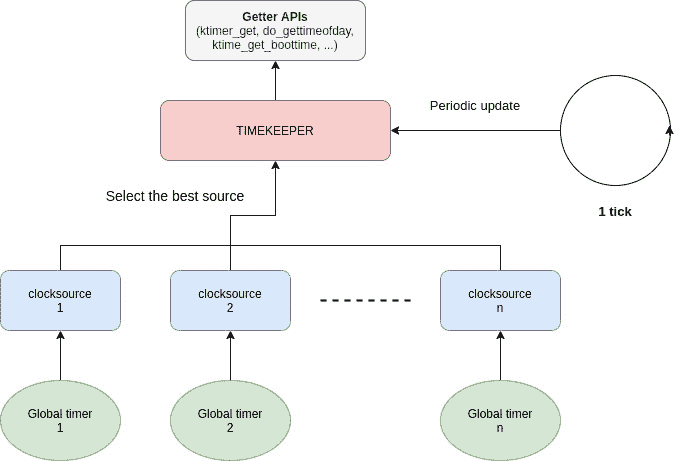 Getter APIs
(ktimer_get, do_gettimeofday,
ktime_get_boottime, ...)
TIMEKEEPER
Periodic update
1 tick
Select the best source
clocksource
1
clocksource
2
clocksource
n
Global timer
1
Global timer
2
Global timer
n